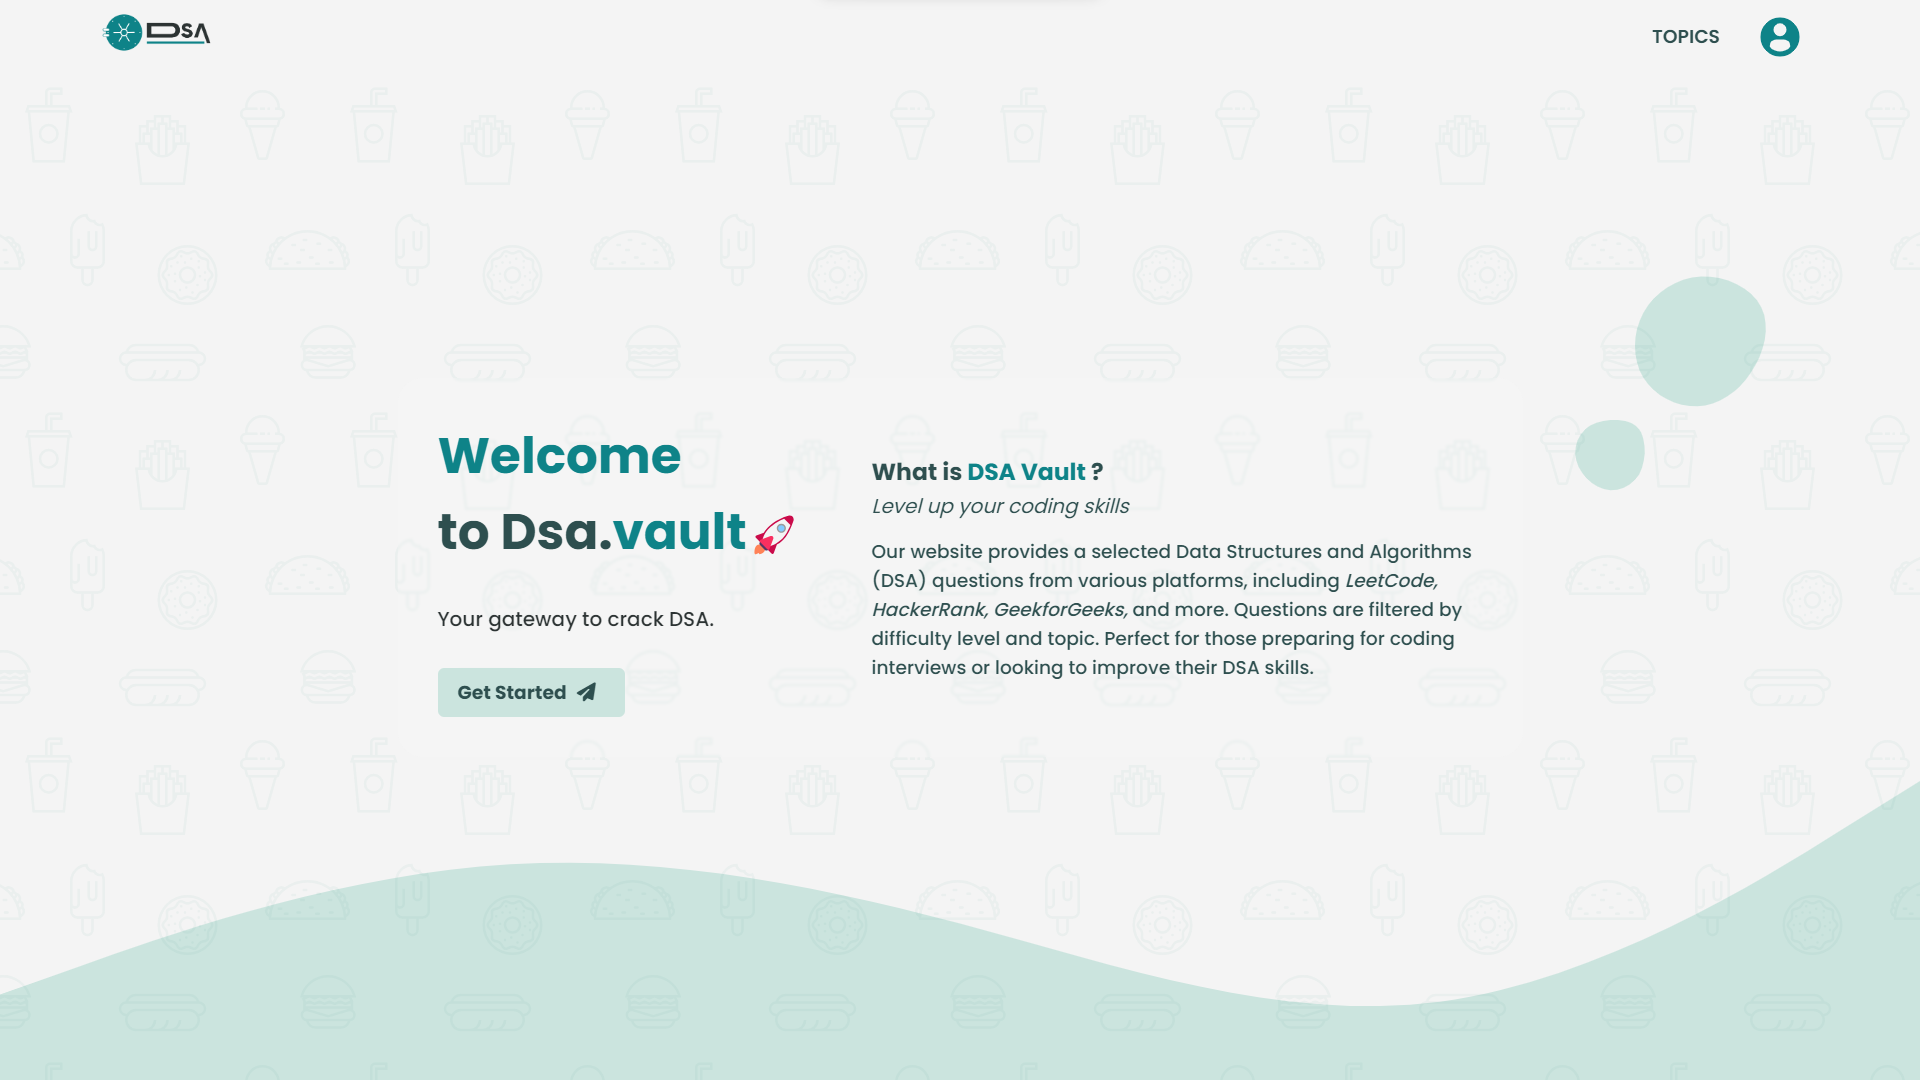 DSA
TOPICS
Welcome
to Dsa.vault
Your gateway to crack DSA.
Get Started
What is DSA Vault ?
Level up your coding skills
Our website provides a selected Data Structures and Algorithms
(DSA) questions from various platforms, including LeetCode,
HackerRank, GeekforGeeks, and more. Questions are filtered by
difficulty level and topic. Perfect for those preparing for coding
interviews or looking to improve their DSA skills.